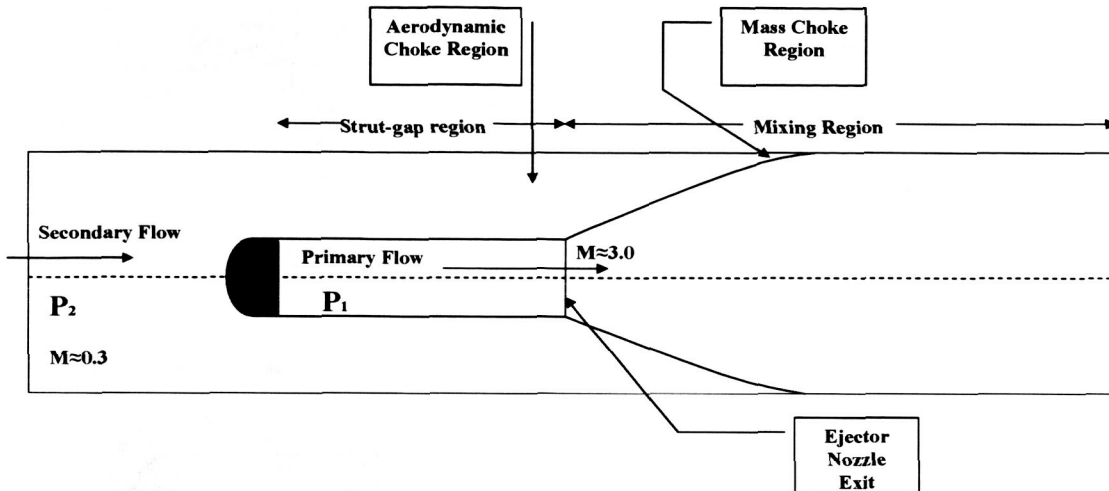 Aerodynamic
Choke Region
Mass Choke
Region
Strut-gap region
Mixing Region
Secondary Flow
Primary Flow
M≈3.0
P₂
P₁
M≈0.3
Ejector
Nozzle
Exit